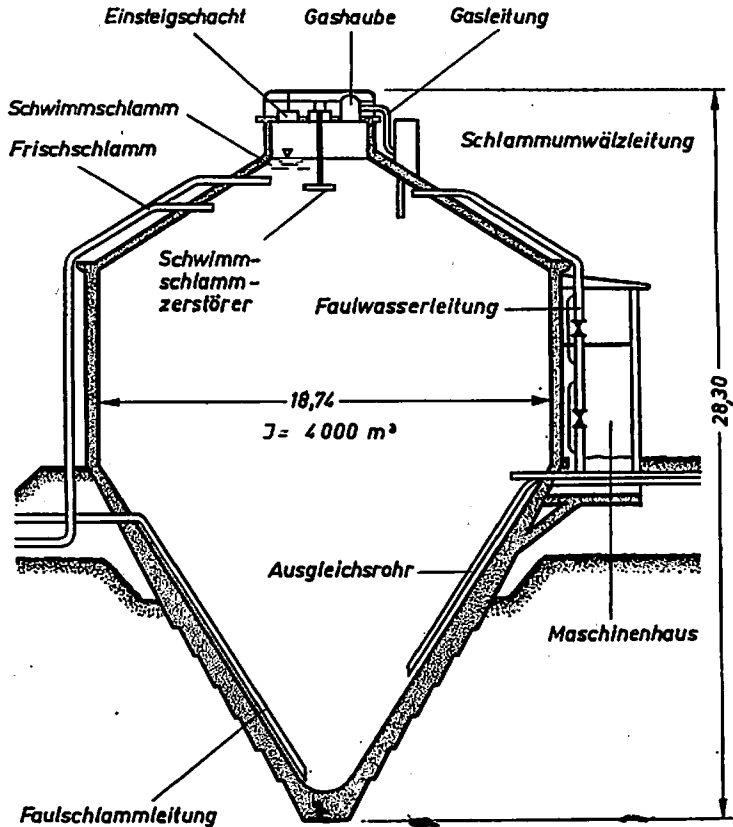 Einsteigschacht
Gashaube
Gasleitung
Schwimmschlamm
Frischschlamm
Schlammumwälzleitung
Schwimm-
schlamm-
zerstörer
Faulwasserleitung
18,74
J = 4000 m³
28,30
Ausgleichsrohr
Maschinenhaus
Faulschlammleitung